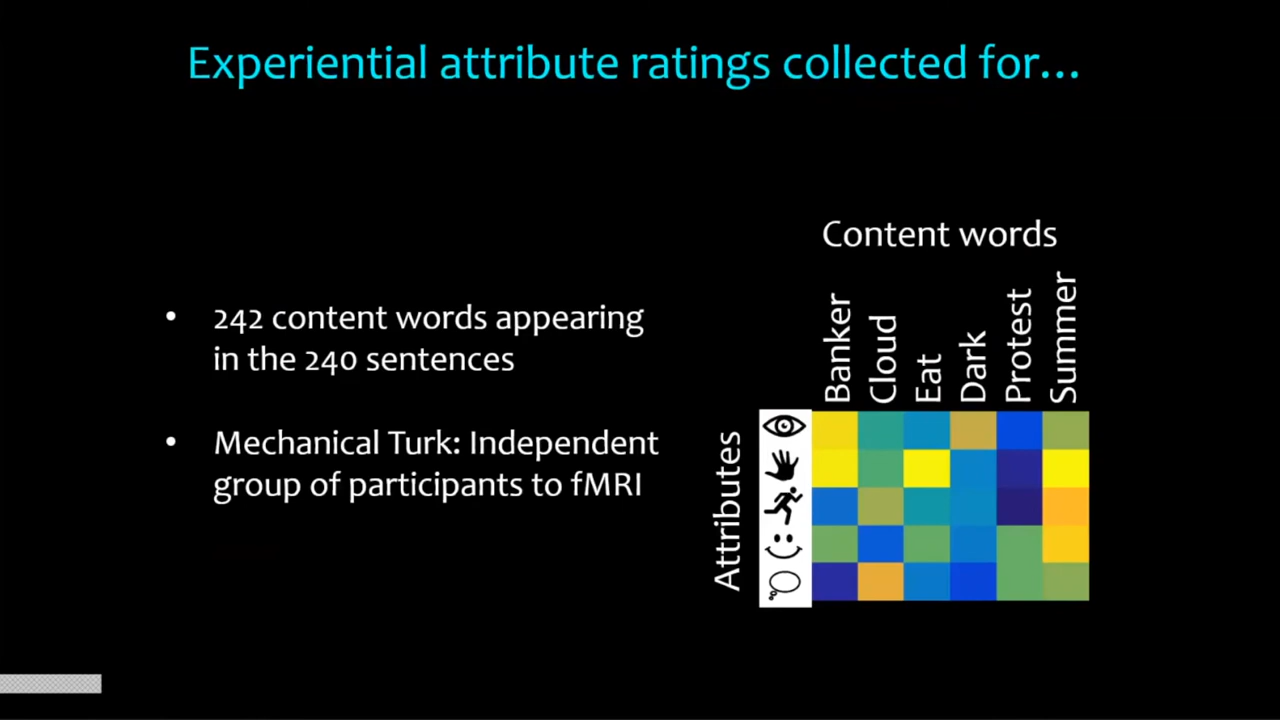 Experiential attribute ratings collected for...
Content words
Banker
Cloud
Eat
Dark
Protest
Summer
• 242 content words appearing
in the 240 sentences
• Mechanical Turk: Independent
group of participants to fMRI
Attributes